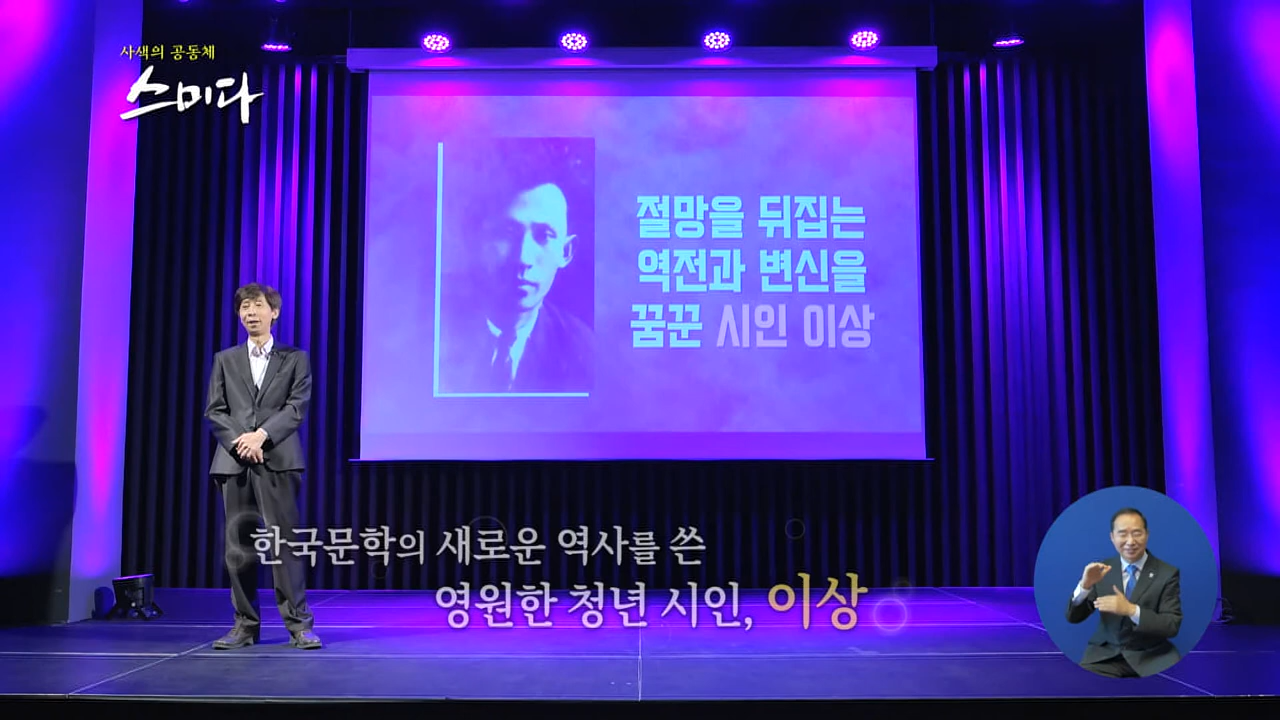 사색의 공동체
스미다
절망을 뒤집는
역전과 변신을
꿈꾼 시인 이상
한국문학의 새로운 역사를 쓴
영원한 청년 시인, 이상